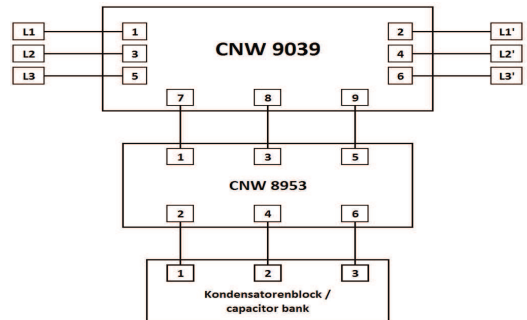 L1 1 CNW 9039 2 L1'
L2 3 4 L2'
L3 5 6 L3'
7 8 9
1 3 5
CNW 8953
2 4 6
1 2 3
Kondensatorenblock /
capacitor bank